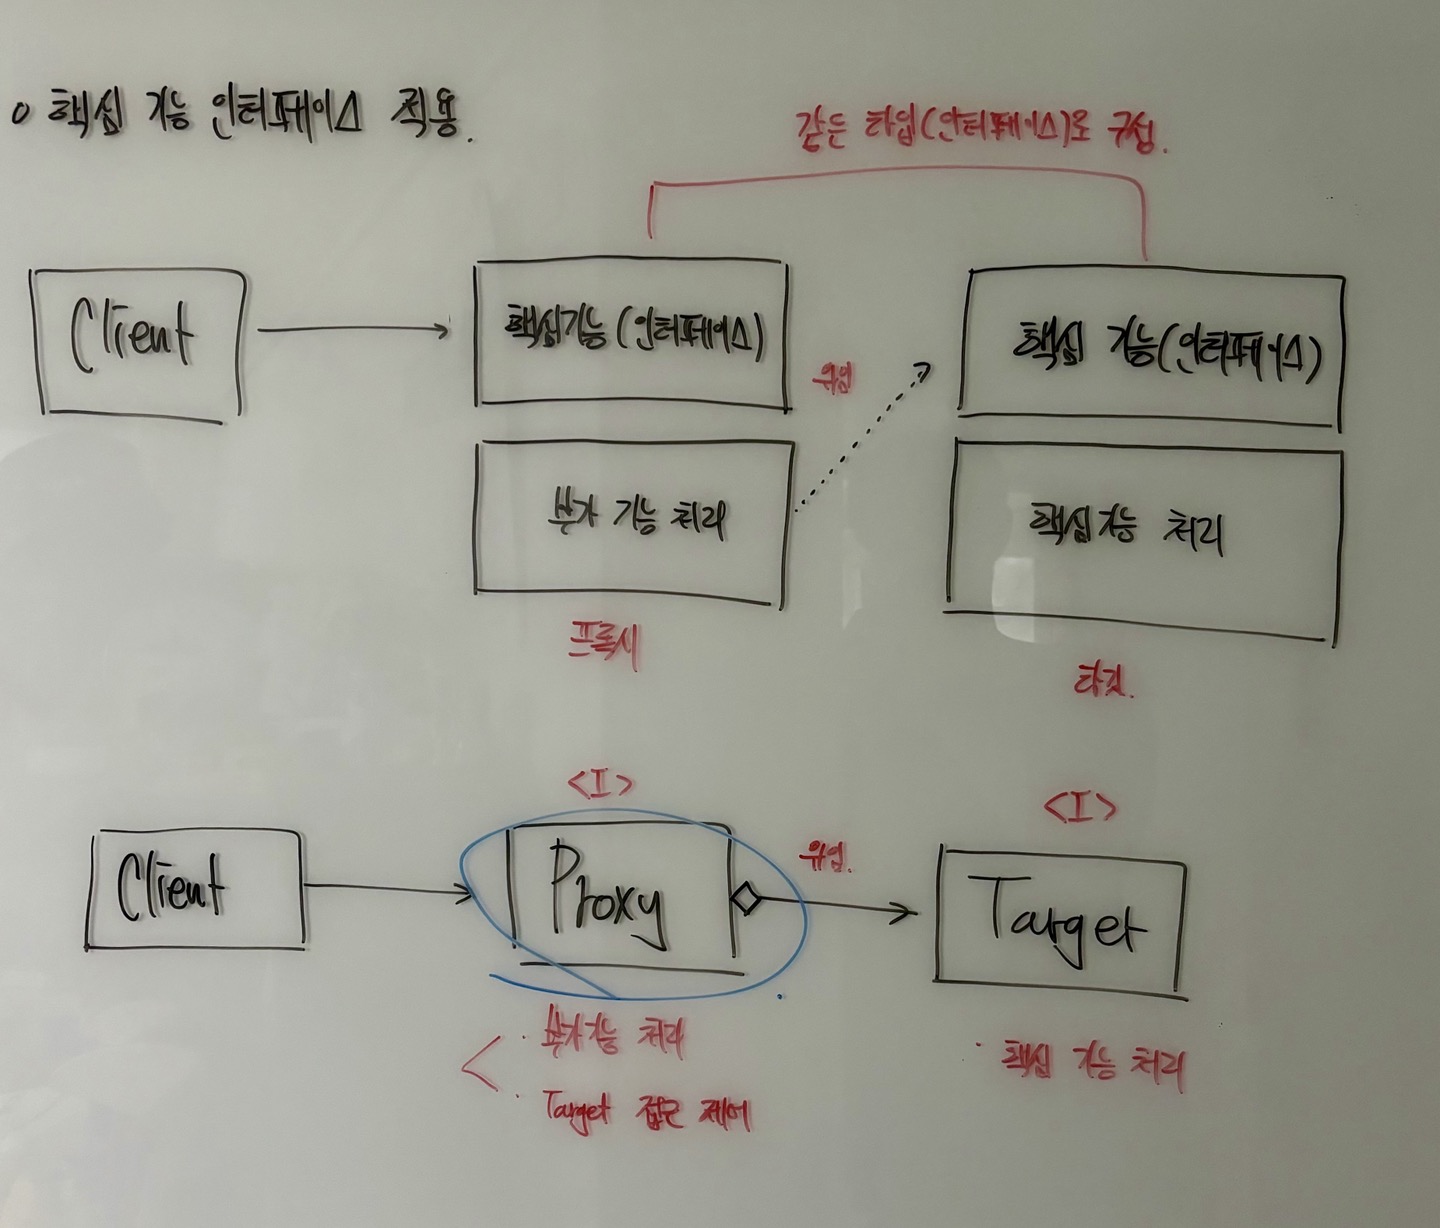 o 핵심 기능 인터페이스 적용.
같은 타입(인터페이스)로 구성.
Client
핵심기능(인터페이스)
위임
핵심 기능(인터페이스)
부가 기능 처리
핵심기능 처리
프록시
타깃.
<I>
<I>
Client
Proxy
위임.
Target
· 부가기능 처리
· 핵심 기능 처리
· Target 접근 제어